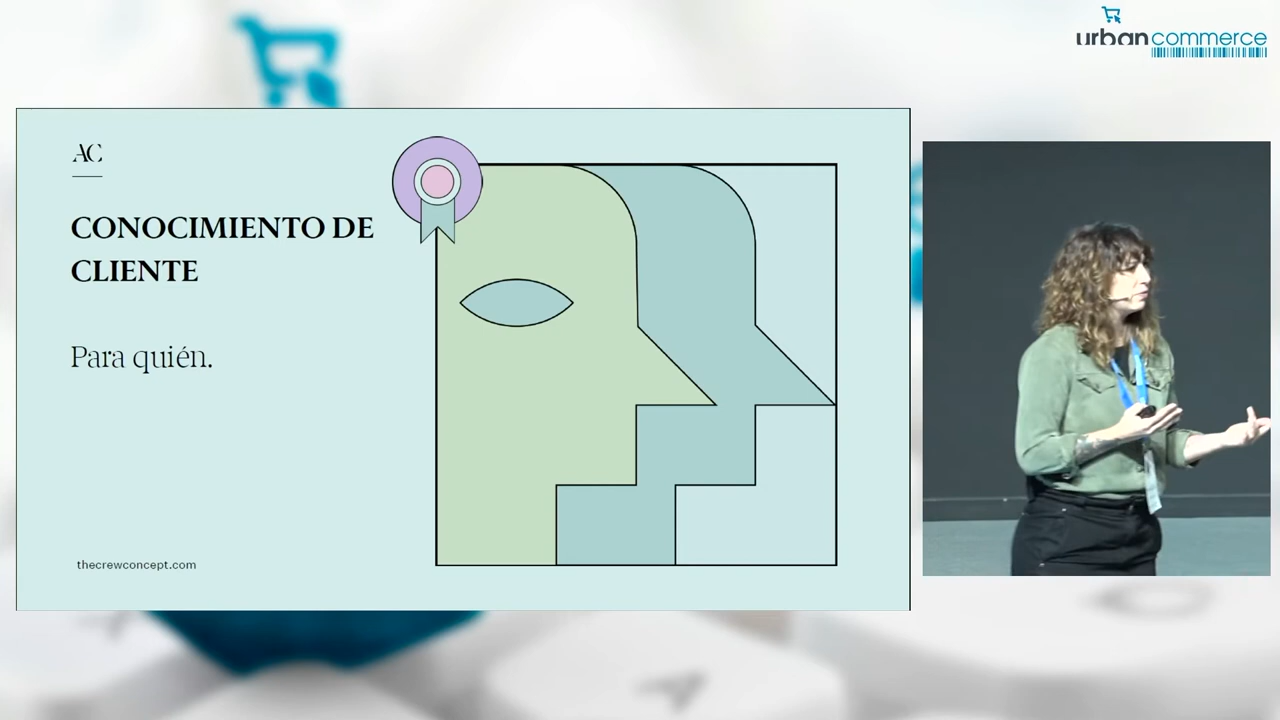 urbancommerce
AC
CONOCIMIENTO DE
CLIENTE
Para quién.
thecrewconcept.com